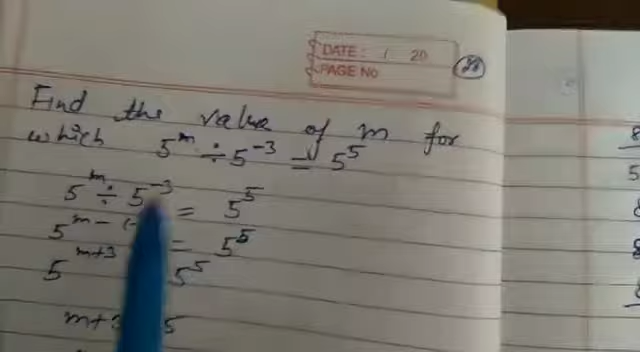 DATE: / 20
PAGE No
28
Find the value of m for
which 5^m ÷ 5^-3 = 5^5
5^m ÷ 5^-3 = 5^5
5^m-(- = 5^5
5^m+3 5^5
m+3 5